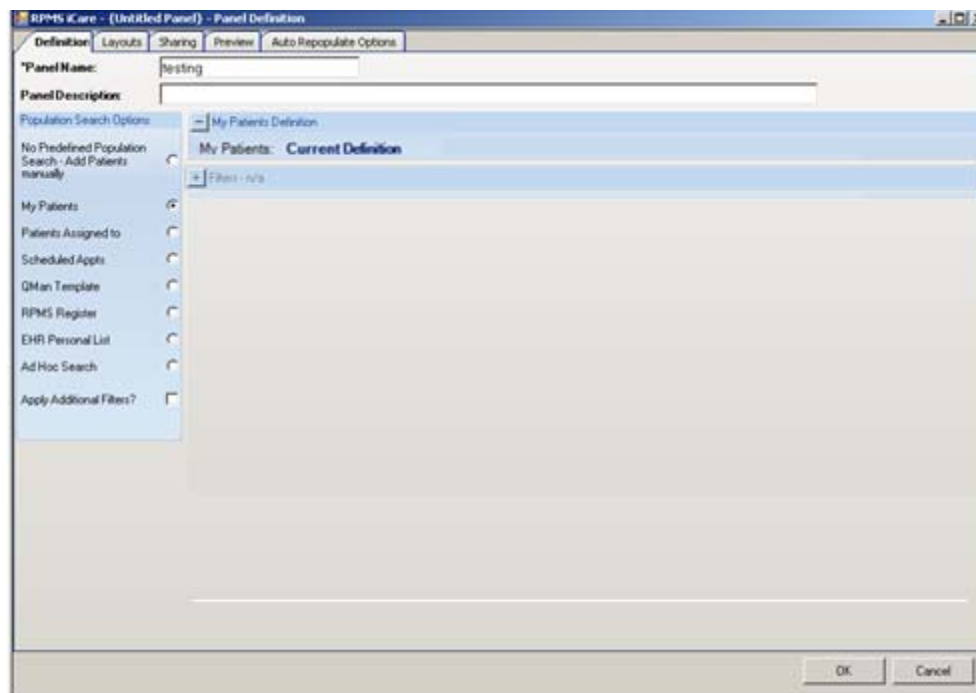 RPMS iCare - {Untitled Panel} - Panel Definition
Definition Layouts Sharing Preview Auto Repopulate Options
*Panel Name: testing
Panel Description:
Population Search Options
No Predefined Population
Search - Add Patients
manually
My Patients
Patients Assigned to
Scheduled Appts
QMan Template
RPMS Register
EHR Personal List
Ad Hoc Search
Apply Additional Filters?
My Patients Definition
My Patients: Current Definition
Filters - n/a
OK Cancel